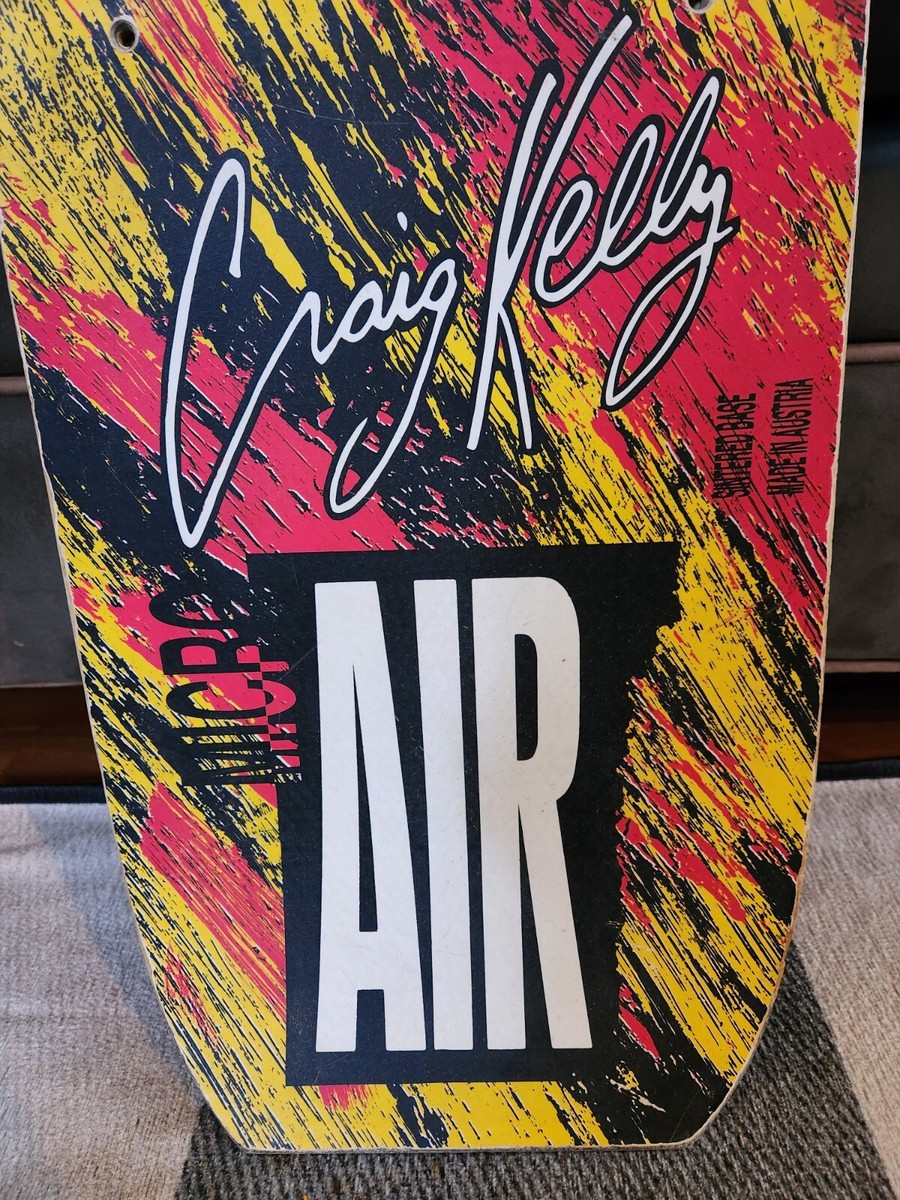 Craig Kelly
SINTERED BASE
MADE IN AUSTRIA
MICRO
AIR